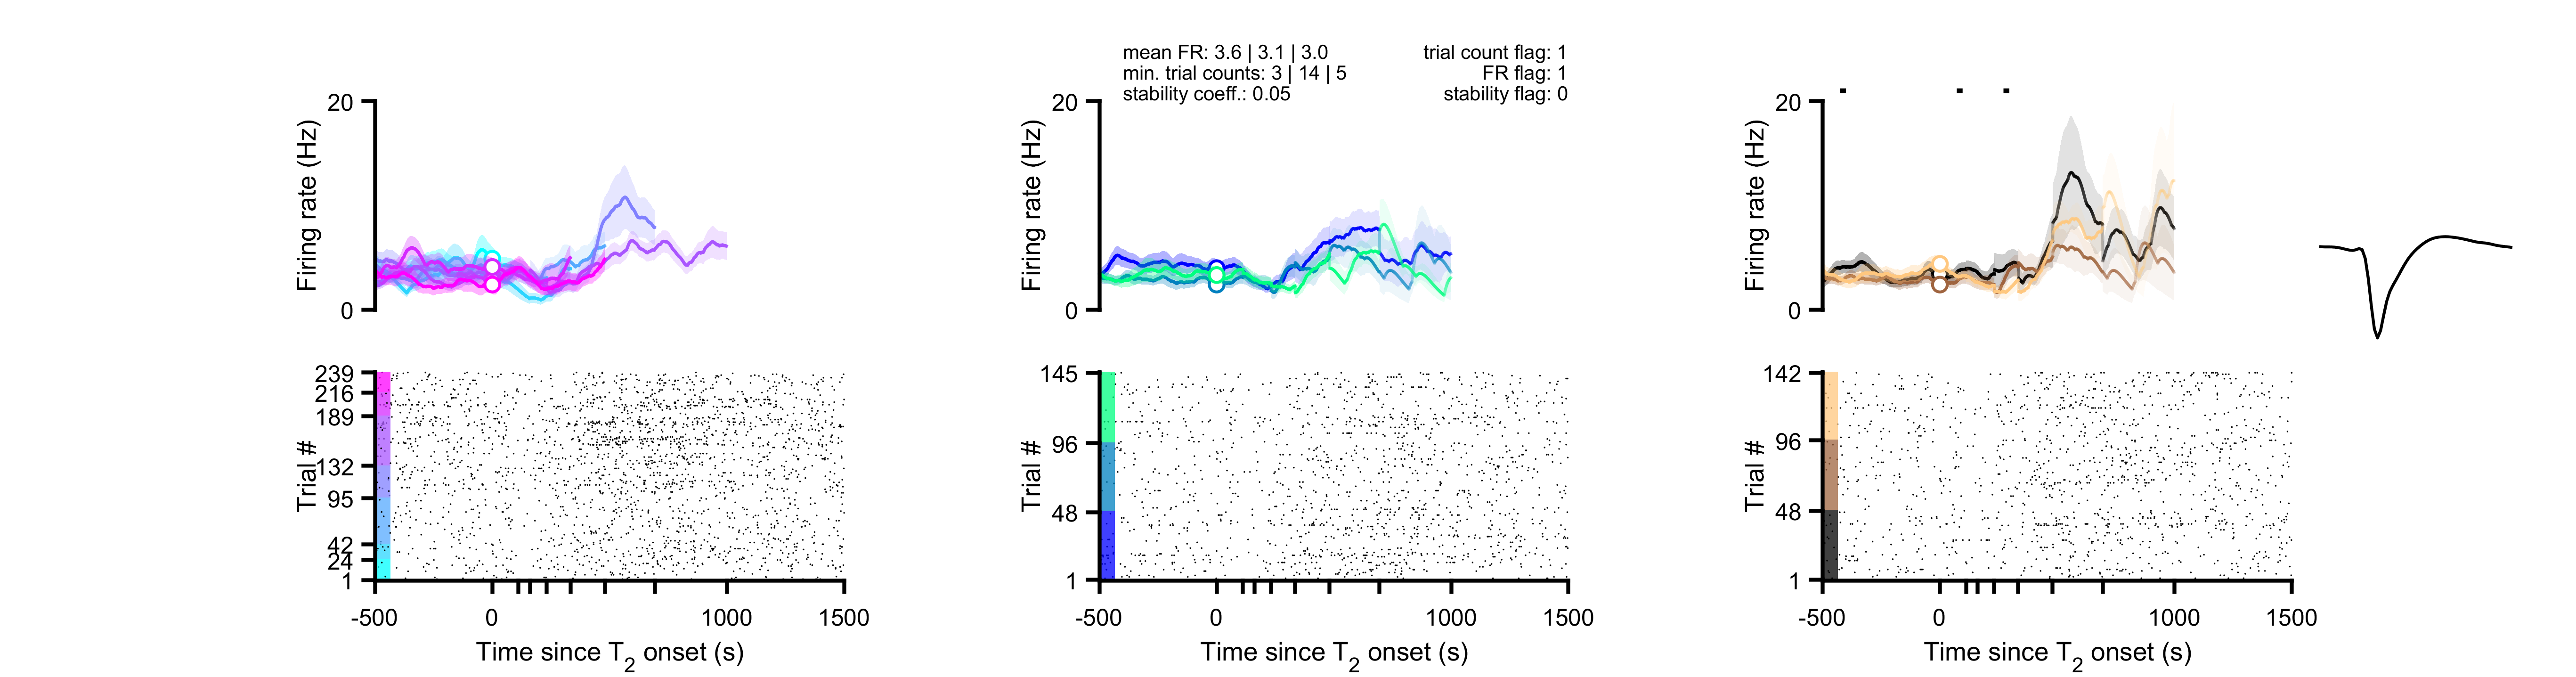 mean FR: 3.6 | 3.1 | 3.0
min. trial counts: 3 | 14 | 5
stability coeff.: 0.05
trial count flag: 1
FR flag: 1
stability flag: 0
20
Firing rate (Hz)
0
20
Firing rate (Hz)
0
20
Firing rate (Hz)
0
239
216
189
132
95
42
24
1
Trial #
-500
0
1000
1500
Time since T2 onset (s)
145
96
48
1
Trial #
-500
0
1000
1500
Time since T2 onset (s)
142
96
48
1
Trial #
-500
0
1000
1500
Time since T2 onset (s)